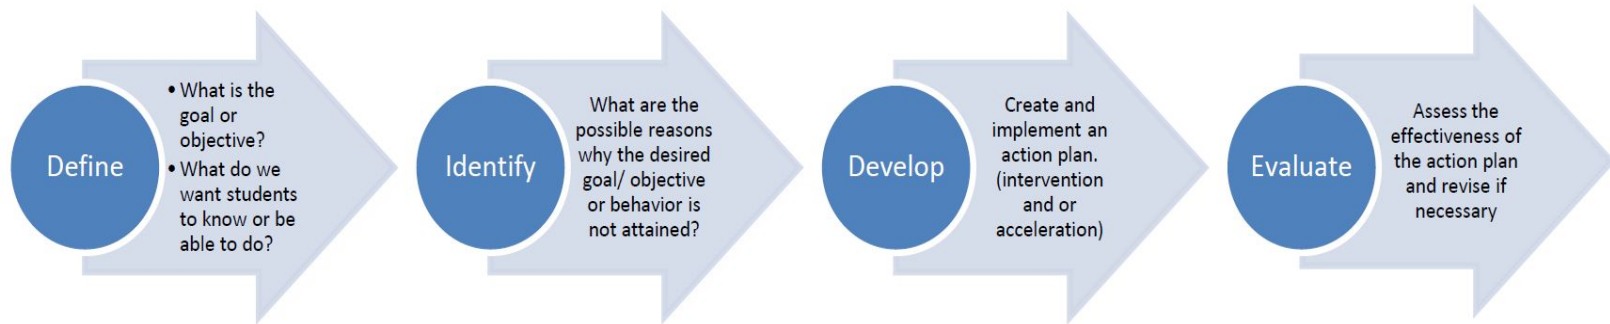 Define
• What is the
goal or
objective?
• What do we
want students
to know or be
able to do?
Identify
What are the
possible reasons
why the desired
goal/ objective
or behavior is
not attained?
Develop
Create and
implement an
action plan.
(intervention
and or
acceleration)
Evaluate
Assess the
effectiveness of
the action plan
and revise if
necessary